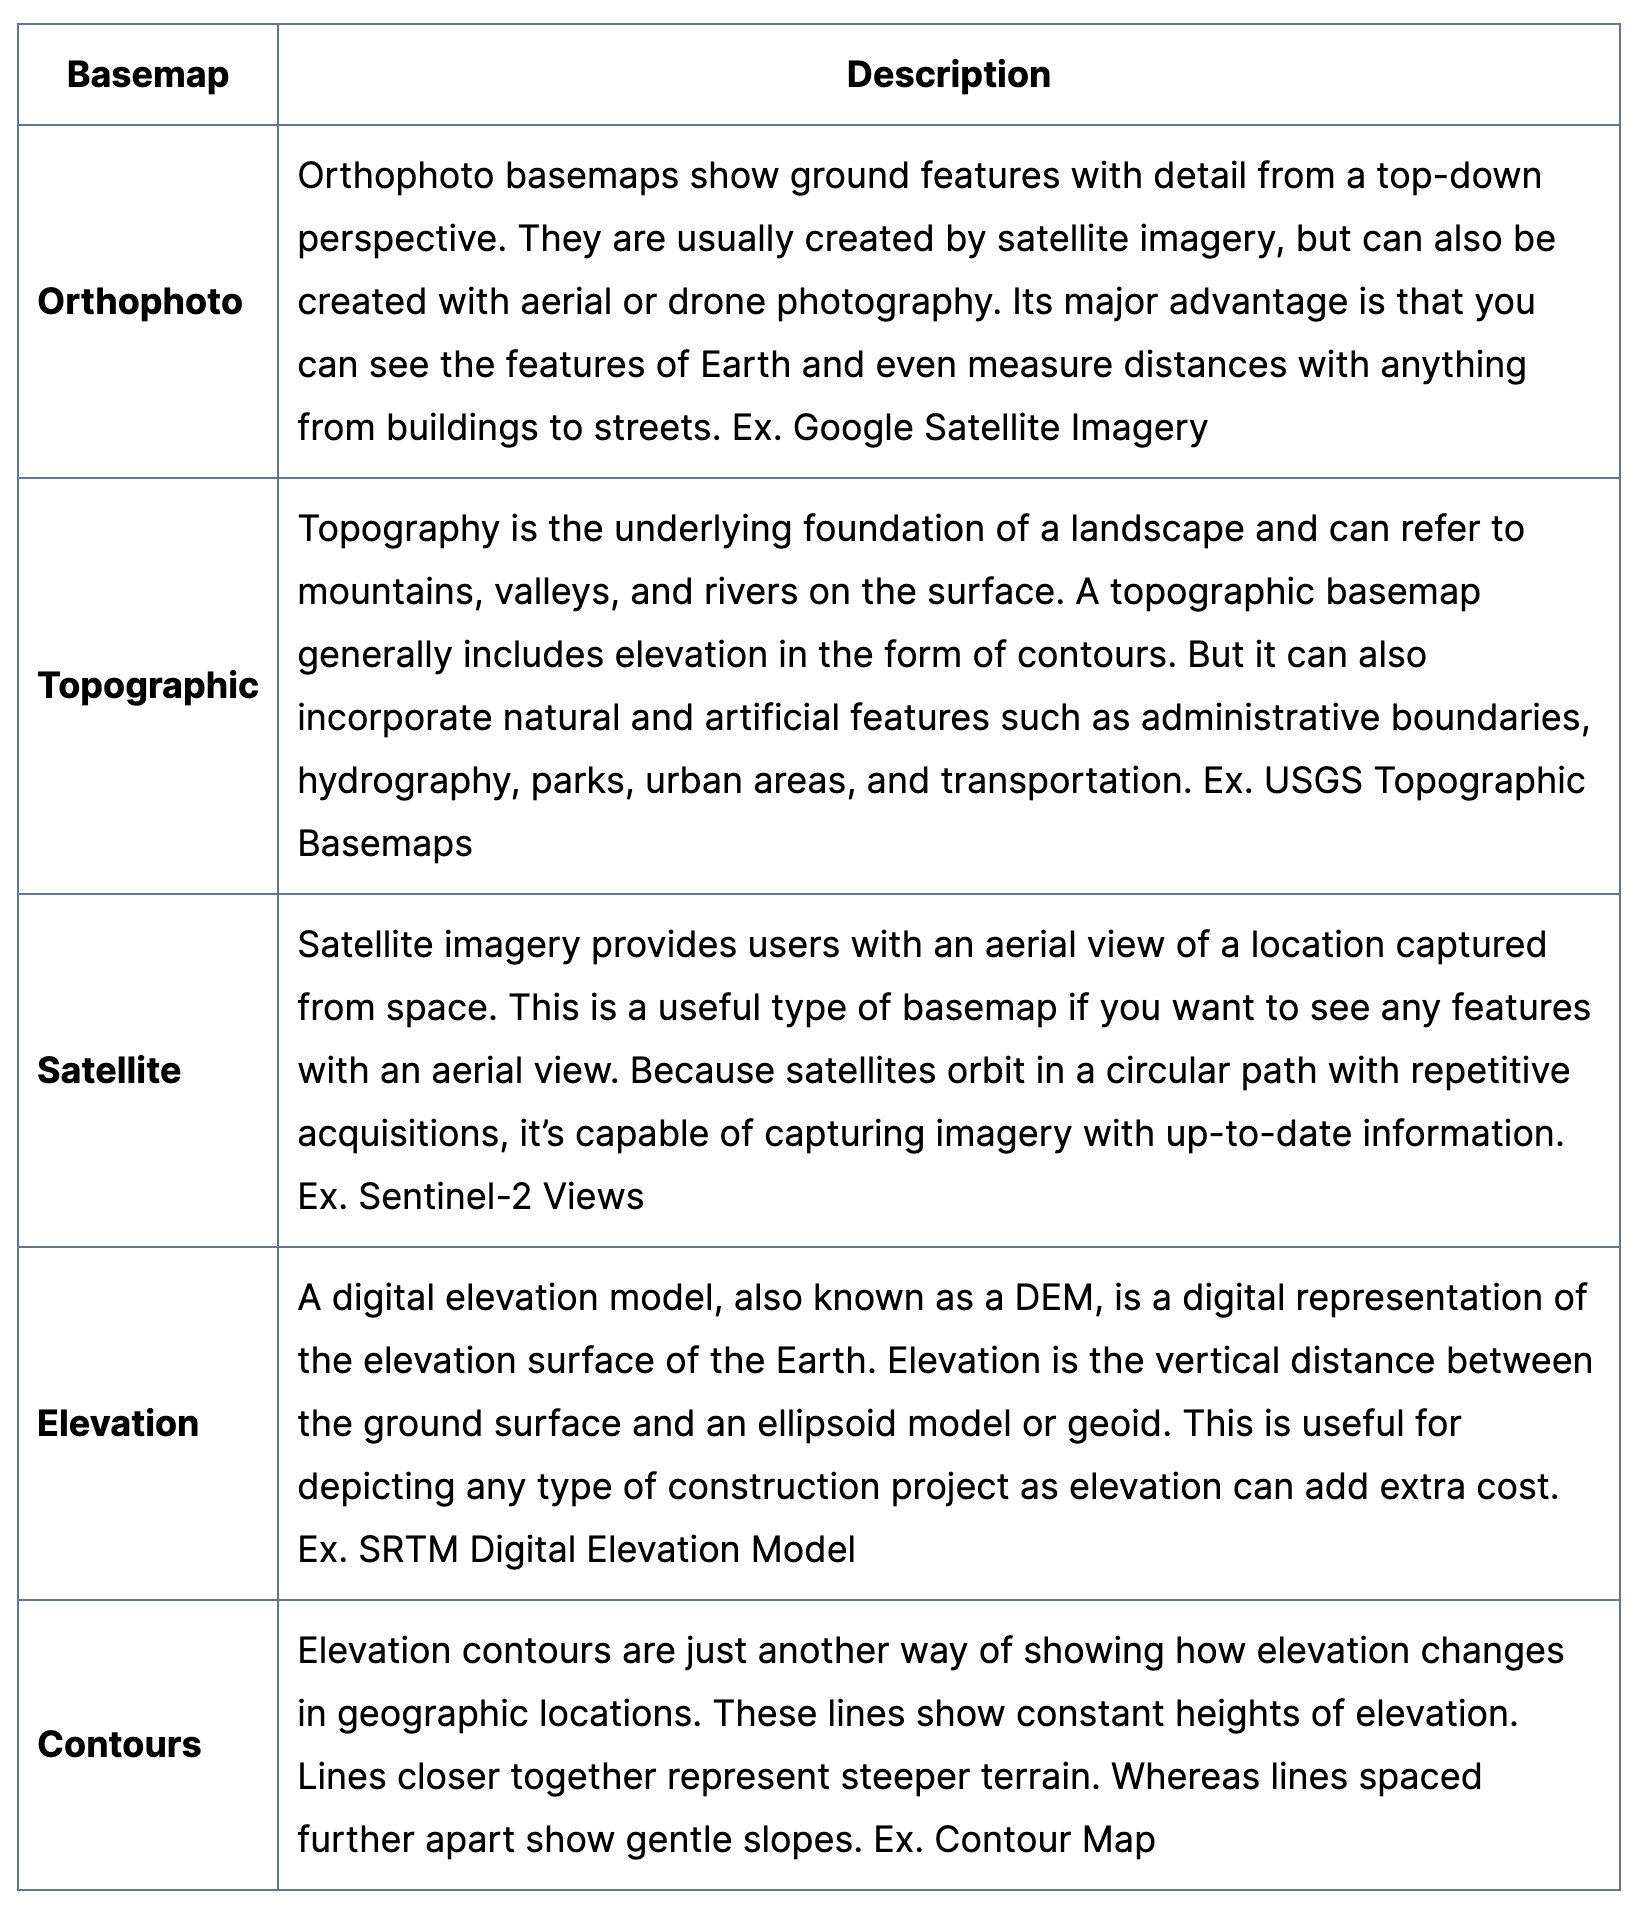 Basemap
Description
Orthophoto
Orthophoto basemaps show ground features with detail from a top-down
perspective. They are usually created by satellite imagery, but can also be
created with aerial or drone photography. Its major advantage is that you
can see the features of Earth and even measure distances with anything
from buildings to streets. Ex. Google Satellite Imagery
Topographic
Topography is the underlying foundation of a landscape and can refer to
mountains, valleys, and rivers on the surface. A topographic basemap
generally includes elevation in the form of contours. But it can also
incorporate natural and artificial features such as administrative boundaries,
hydrography, parks, urban areas, and transportation. Ex. USGS Topographic
Basemaps
Satellite
Satellite imagery provides users with an aerial view of a location captured
from space. This is a useful type of basemap if you want to see any features
with an aerial view. Because satellites orbit in a circular path with repetitive
acquisitions, it’s capable of capturing imagery with up-to-date information.
Ex. Sentinel-2 Views
Elevation
A digital elevation model, also known as a DEM, is a digital representation of
the elevation surface of the Earth. Elevation is the vertical distance between
the ground surface and an ellipsoid model or geoid. This is useful for
depicting any type of construction project as elevation can add extra cost.
Ex. SRTM Digital Elevation Model
Contours
Elevation contours are just another way of showing how elevation changes
in geographic locations. These lines show constant heights of elevation.
Lines closer together represent steeper terrain. Whereas lines spaced
further apart show gentle slopes. Ex. Contour Map